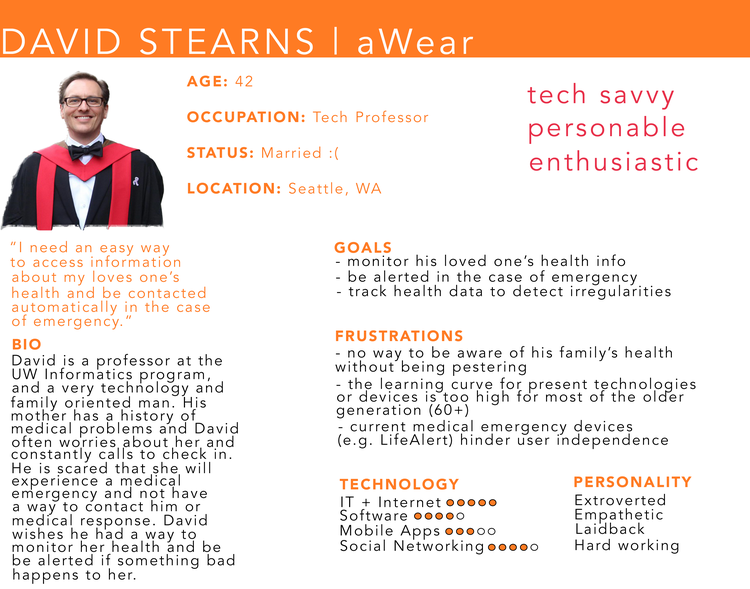 DAVID STEARNS | aWear
AGE: 42
OCCUPATION: Tech Professor
STATUS: Married :(
LOCATION: Seattle, WA
tech savvy
personable
enthusiastic
"I need an easy way
to access information
about my loves one's
health and be contacted
automatically in the case
of emergency."
BIO
David is a professor at the
UW Informatics program,
and a very technology and
family oriented man. His
mother has a history of
medical problems and David
often worries about her and
constantly calls to check in.
He is scared that she will
experience a medical
emergency and not have
a way to contact him or
medical response. David
wishes he had a way to
monitor her health and be
be alerted if something bad
happens to her.
GOALS
- monitor his loved one's health info
- be alerted in the case of emergency
- track health data to detect irregularities
FRUSTRATIONS
- no way to be aware of his family's health
without being pestering
- the learning curve for present technologies
or devices is too high for most of the older
generation (60+)
- current medical emergency devices
(e.g. LifeAlert) hinder user independence
TECHNOLOGY
IT + Internet
Software
Mobile Apps
Social Networking
PERSONALITY
Extroverted
Empathetic
Laidback
Hard working